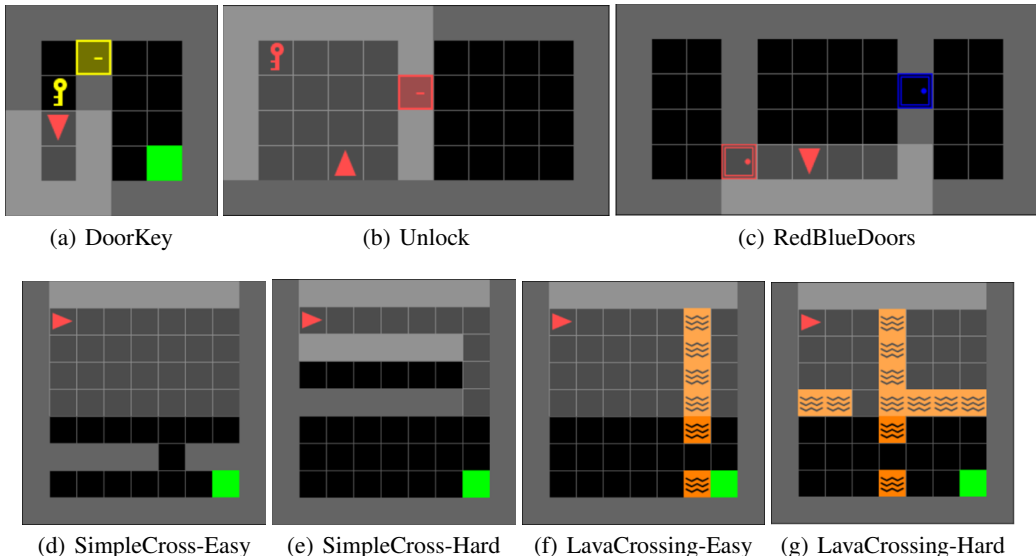 (a) DoorKey
(b) Unlock
(c) RedBlueDoors
(d) SimpleCross-Easy
(e) SimpleCross-Hard
(f) LavaCrossing-Easy
(g) LavaCrossing-Hard